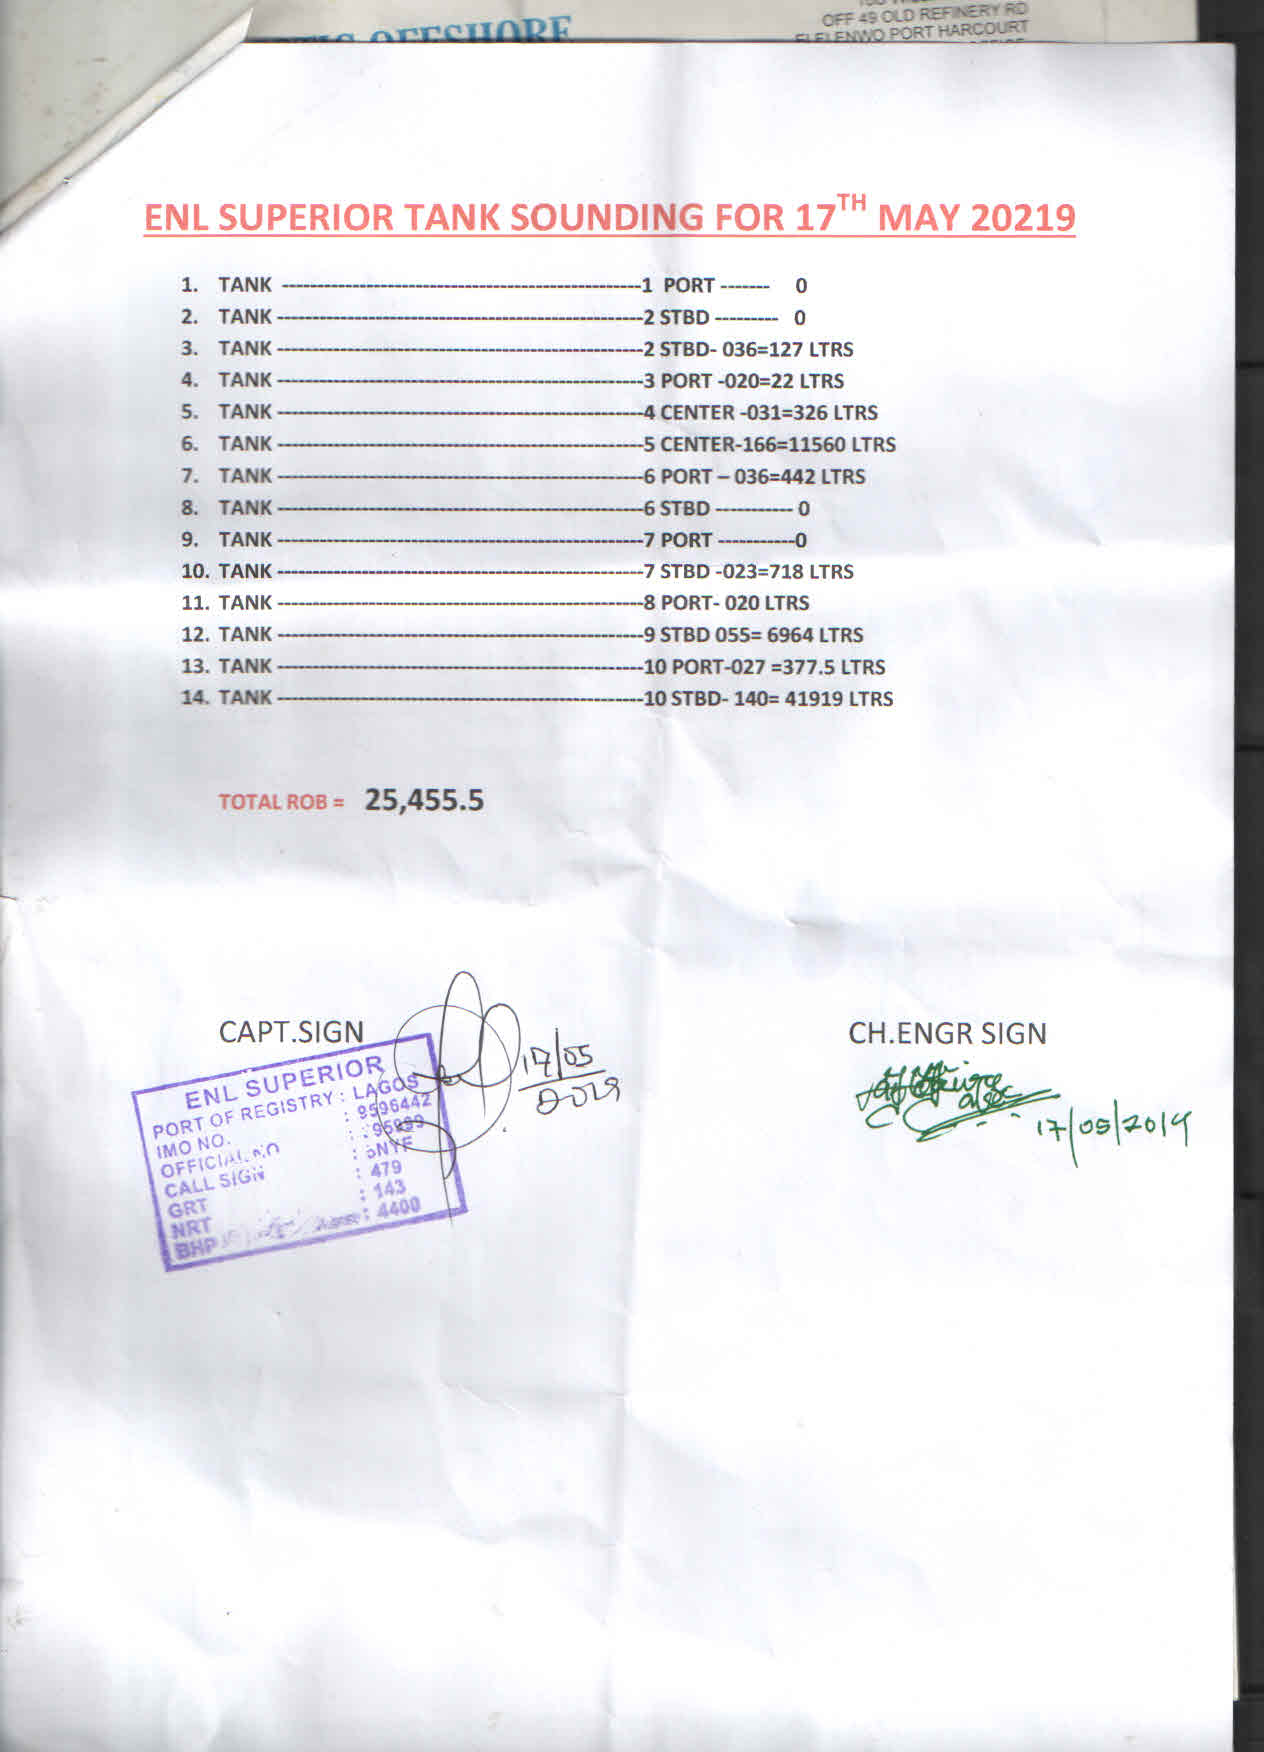 OFFSHORE
OFF 49 OLD REFINERY RD
ELELENWO PORT HARCOURT
ENL SUPERIOR TANK SOUNDING FOR 17TH MAY 20219
1. TANK ---------------------------------------------------1 PORT ------- 0
2. TANK ----------------------------------------------------2 STBD --------- 0
3. TANK ----------------------------------------------------2 STBD- 036=127 LTRS
4. TANK ----------------------------------------------------3 PORT -020=22 LTRS
5. TANK ----------------------------------------------------4 CENTER -031=326 LTRS
6. TANK ----------------------------------------------------5 CENTER-166=11560 LTRS
7. TANK ----------------------------------------------------6 PORT – 036=442 LTRS
8. TANK ----------------------------------------------------6 STBD ----------- 0
9. TANK ----------------------------------------------------7 PORT -----------0
10. TANK ----------------------------------------------------7 STBD -023=718 LTRS
11. TANK ----------------------------------------------------8 PORT- 020 LTRS
12. TANK ----------------------------------------------------9 STBD 055= 6964 LTRS
13. TANK ----------------------------------------------------10 PORT-027 =377.5 LTRS
14. TANK ----------------------------------------------------10 STBD- 140= 41919 LTRS
TOTAL ROB = 25,455.5
CAPT.SIGN
17/05
2019
CH.ENGR SIGN
17/05/2019
ENL SUPERIOR
PORT OF REGISTRY : LAGOS
IMO NO. : 9596442
OFFICIAL NO :
CALL SIGN :
GRT : 479
NRT : 143
BHP : 4400